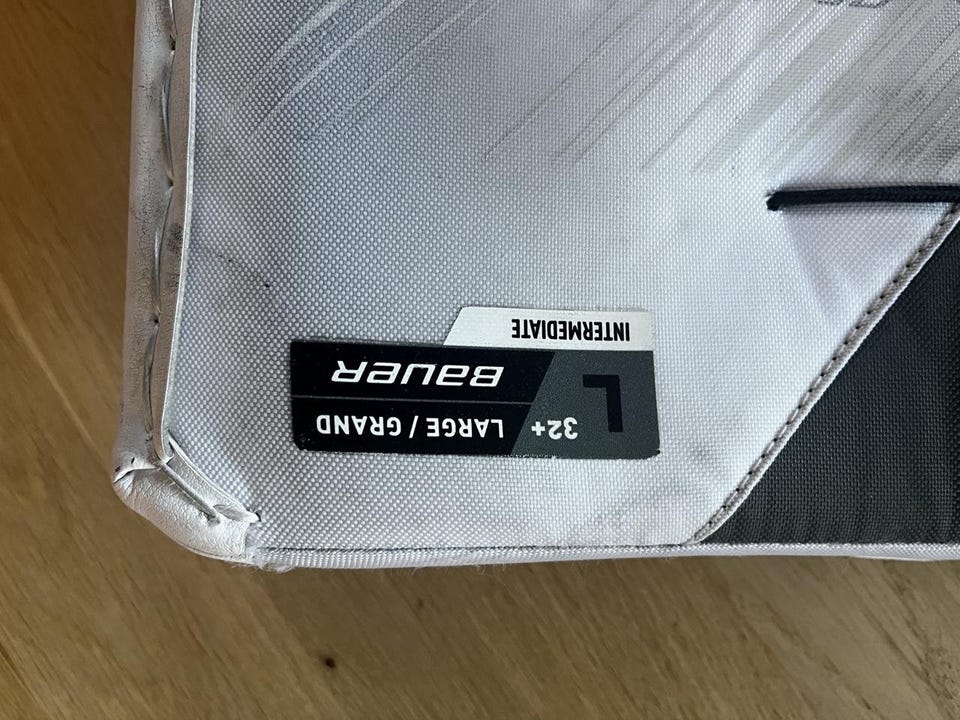 32+ LARGE / GRAND
L BAUER
INTERMEDIATE